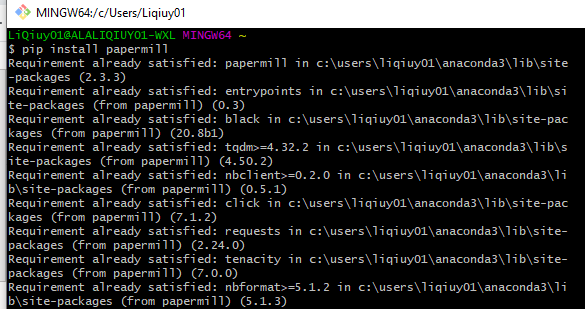 MINGW64:/c/Users/Liqiuy01
LiQiuy01@ALALIQIUY01-WXL MINGW64 ~
$ pip install papermill
Requirement already satisfied: papermill in c:\users\liqiuy01\anaconda3\lib\site
-packages (2.3.3)
Requirement already satisfied: entrypoints in c:\users\liqiuy01\anaconda3\lib\si
te-packages (from papermill) (0.3)
Requirement already satisfied: black in c:\users\liqiuy01\anaconda3\lib\site-pac
kages (from papermill) (20.8b1)
Requirement already satisfied: tqdm>=4.32.2 in c:\users\liqiuy01\anaconda3\lib\s
ite-packages (from papermill) (4.50.2)
Requirement already satisfied: nbclient>=0.2.0 in c:\users\liqiuy01\anaconda3\li
b\site-packages (from papermill) (0.5.1)
Requirement already satisfied: click in c:\users\liqiuy01\anaconda3\lib\site-pac
kages (from papermill) (7.1.2)
Requirement already satisfied: requests in c:\users\liqiuy01\anaconda3\lib\site-
packages (from papermill) (2.24.0)
Requirement already satisfied: tenacity in c:\users\liqiuy01\anaconda3\lib\site-
packages (from papermill) (7.0.0)
Requirement already satisfied: nbformat>=5.1.2 in c:\users\liqiuy01\anaconda3\li
b\site-packages (from papermill) (5.1.3)